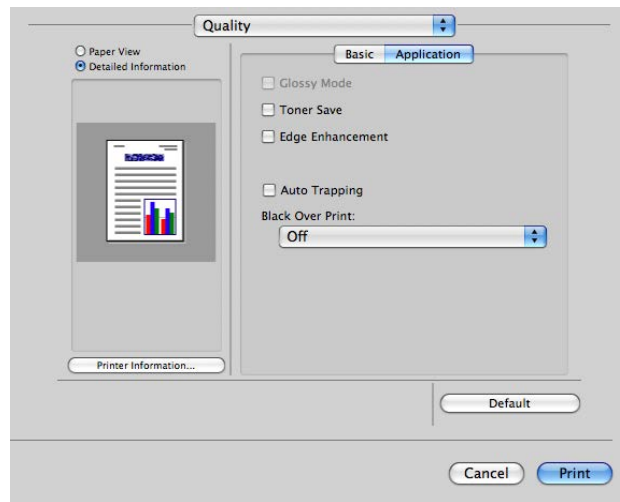 Quality
Paper View
Detailed Information
Printer Information...
Basic Application
Glossy Mode
Toner Save
Edge Enhancement
Auto Trapping
Black Over Print:
Off
Default
Cancel Print